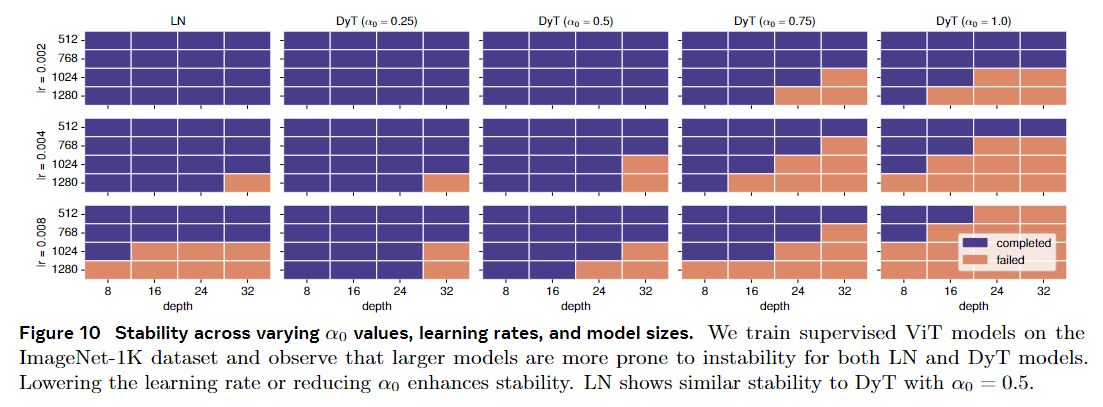 LN DyT (α₀ = 0.25) DyT (α₀ = 0.5) DyT (α₀ = 0.75) DyT (α₀ = 1.0)
lr = 0.002
512
768
1024
1280
lr = 0.004
512
768
1024
1280
lr = 0.008
512
768
1024
1280
completed
failed
8 16 24 32 8 16 24 32 8 16 24 32 8 16 24 32 8 16 24 32
depth depth depth depth depth
Figure 10 Stability across varying α₀ values, learning rates, and model sizes. We train supervised ViT models on the
ImageNet-1K dataset and observe that larger models are more prone to instability for both LN and DyT models.
Lowering the learning rate or reducing α₀ enhances stability. LN shows similar stability to DyT with α₀ = 0.5.